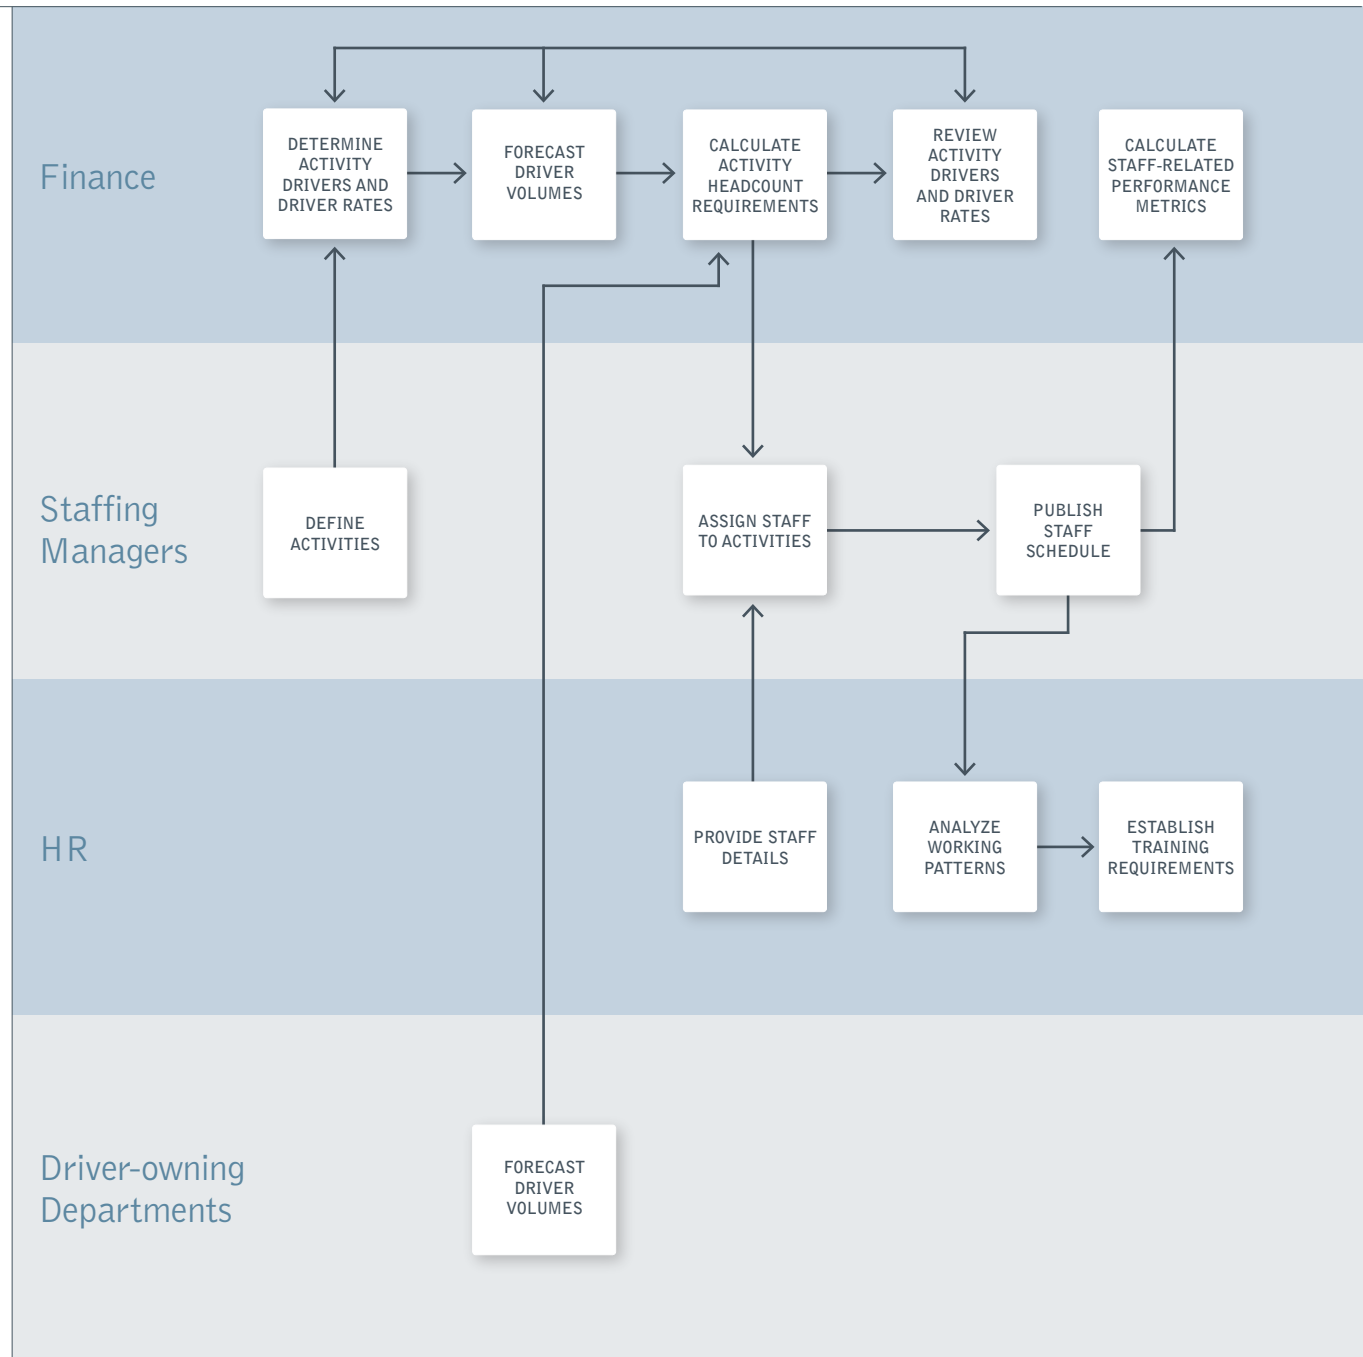 Finance
DETERMINE
ACTIVITY
DRIVERS AND
DRIVER RATES
FORECAST
DRIVER
VOLUMES
CALCULATE
ACTIVITY
HEADCOUNT
REQUIREMENTS
REVIEW
ACTIVITY
DRIVERS
AND DRIVER
RATES
CALCULATE
STAFF-RELATED
PERFORMANCE
METRICS
Staffing
Managers
DEFINE
ACTIVITIES
ASSIGN STAFF
TO ACTIVITIES
PUBLISH
STAFF
SCHEDULE
HR
PROVIDE STAFF
DETAILS
ANALYZE
WORKING
PATTERNS
ESTABLISH
TRAINING
REQUIREMENTS
Driver-owning
Departments
FORECAST
DRIVER
VOLUMES